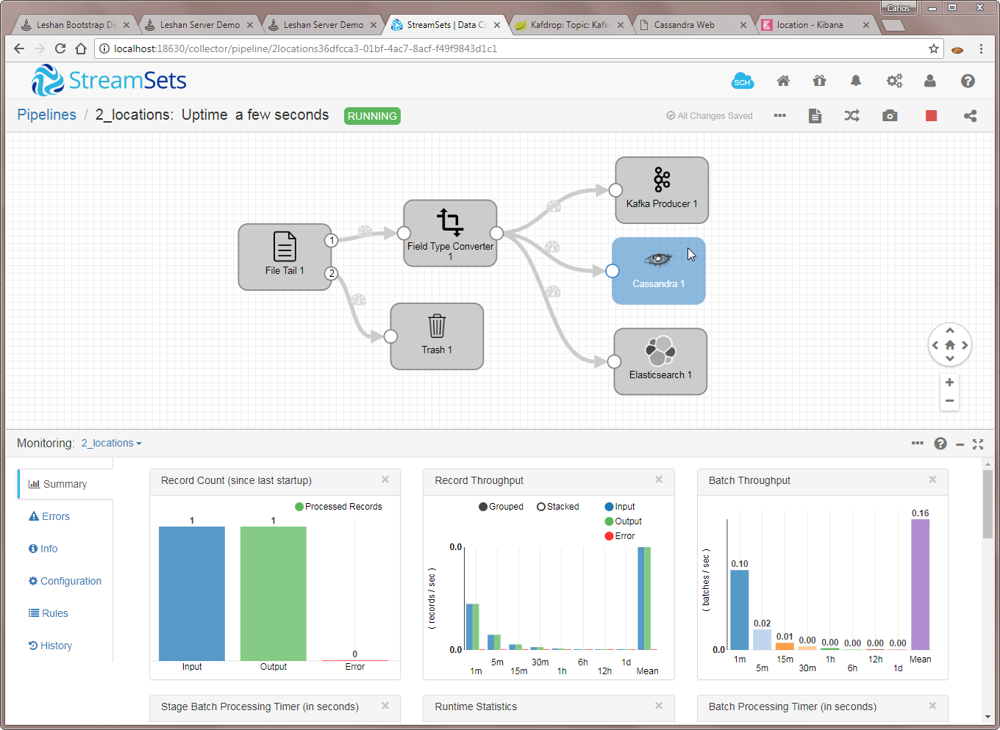 Carlos
Leshan Bootstrap De
Leshan Server Demo
Leshan Server Demo
StreamSets | Data Co
Kafdrop: Topic: Kafk
Cassandra Web
location - Kibana
localhost:18630/collector/pipeline/2locations36dfcca3-01bf-4ac7-8acf-f49f9843d1c1
StreamSets
SCH
Pipelines / 2_locations: Uptime a few seconds RUNNING
All Changes Saved
Kafka Producer 1
File Tail 1
1
2
Field Type Converter
1
Cassandra 1
Trash 1
Elasticsearch 1
Monitoring: 2_locations
Summary
Errors
Info
Configuration
Rules
History
Record Count (since last startup)
Processed Records
1
1
0
Input
Output
Error
Record Throughput
Grouped
Stacked
Input
Output
Error
0.0
( records / sec )
0.0
1m
5m
15m
30m
1h
6h
12h
1d
Mean
Batch Throughput
0.16
0.10
0.02
0.01
0.00
0.00
0.00
0.00
0.00
( batches / sec )
0.0
1m
5m
15m
30m
1h
6h
12h
1d
Mean
Stage Batch Processing Timer (in seconds)
Runtime Statistics
Batch Processing Timer (in seconds)